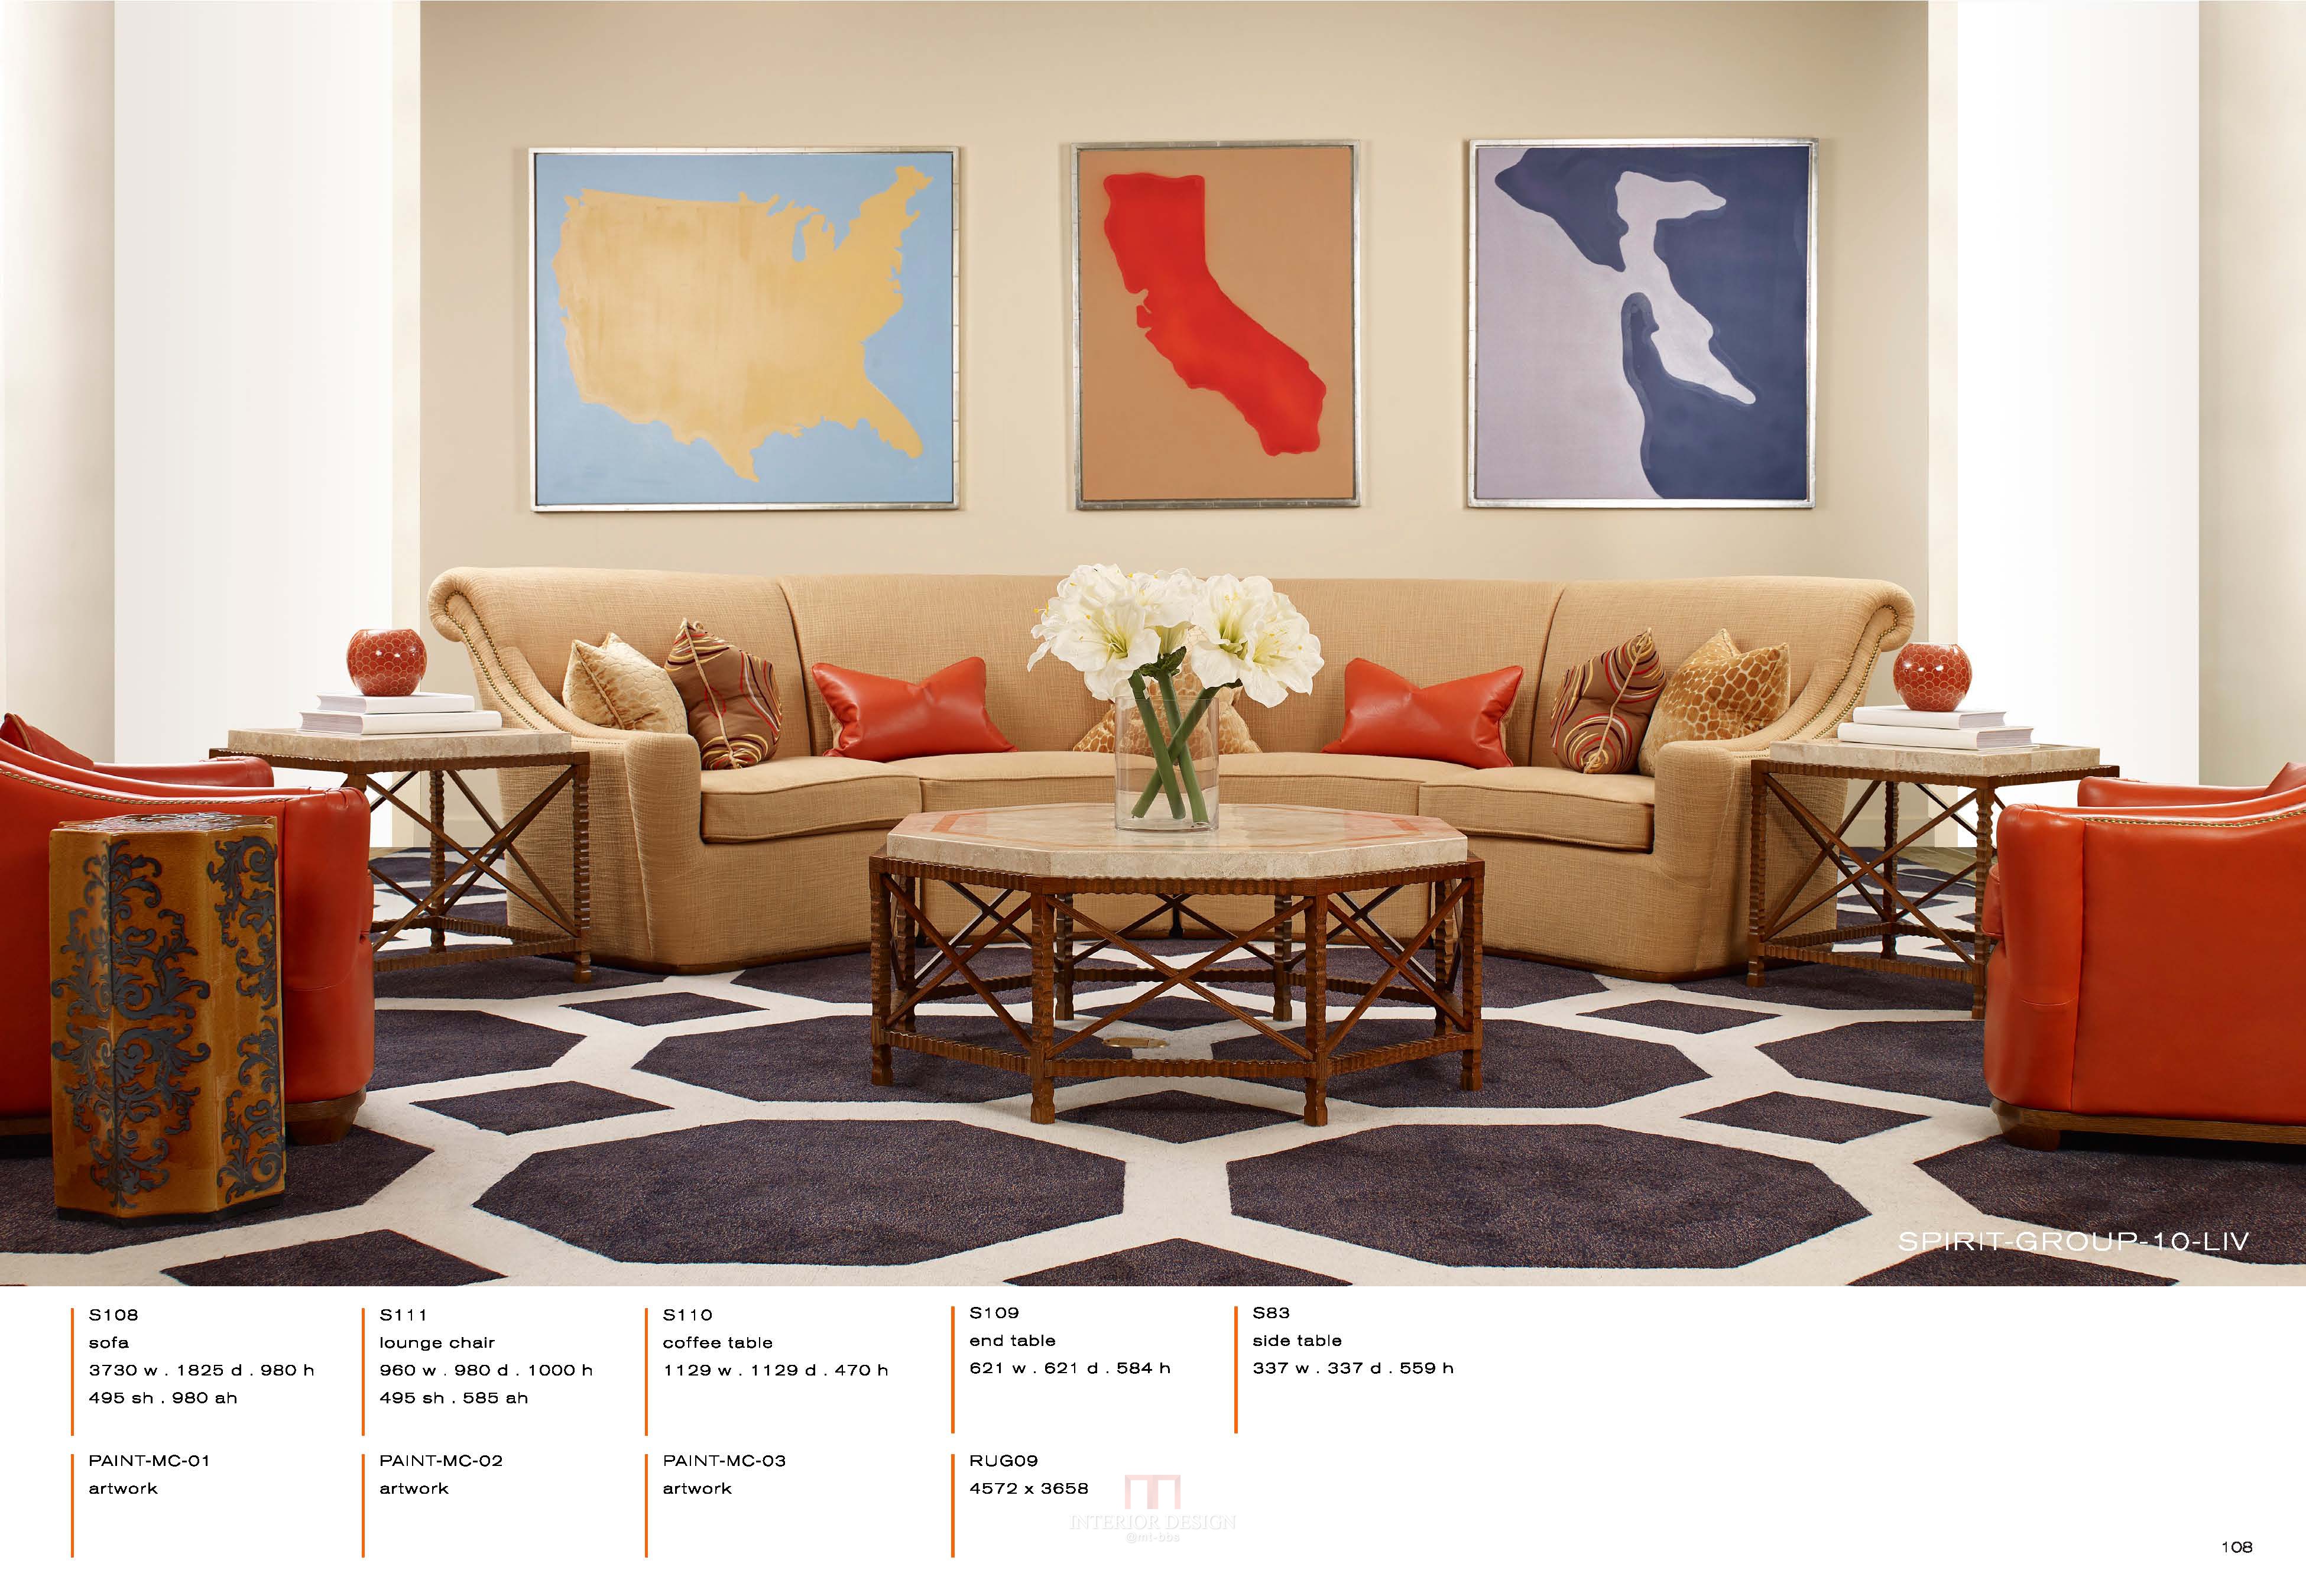 SPIRIT-GROUP-10-LIV
S108
sofa
3730 w . 1825 d . 980 h
495 sh . 980 ah
S111
lounge chair
960 w . 980 d . 1000 h
495 sh . 585 ah
S110
coffee table
1129 w . 1129 d . 470 h
S109
end table
621 w . 621 d . 584 h
S83
side table
337 w . 337 d . 559 h
PAINT-MC-01
artwork
PAINT-MC-02
artwork
PAINT-MC-03
artwork
RUG09
4572 x 3658
INTERIOR DESIGN
@mt-bbs
108